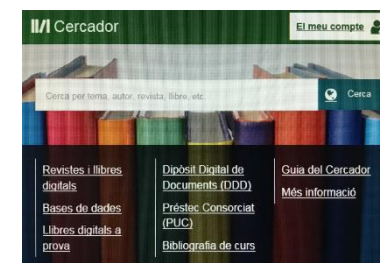 Cercador
El meu compte
Cerca per tema, autor, revista, llibre, etc.
Cerca
Revistes i llibres
digitals
Bases de dades
Llibres digitals a
prova
Dipòsit Digital de
Documents (DDD)
Préstec Consorciat
(PUC)
Bibliografia de curs
Guia del Cercador
Més informació